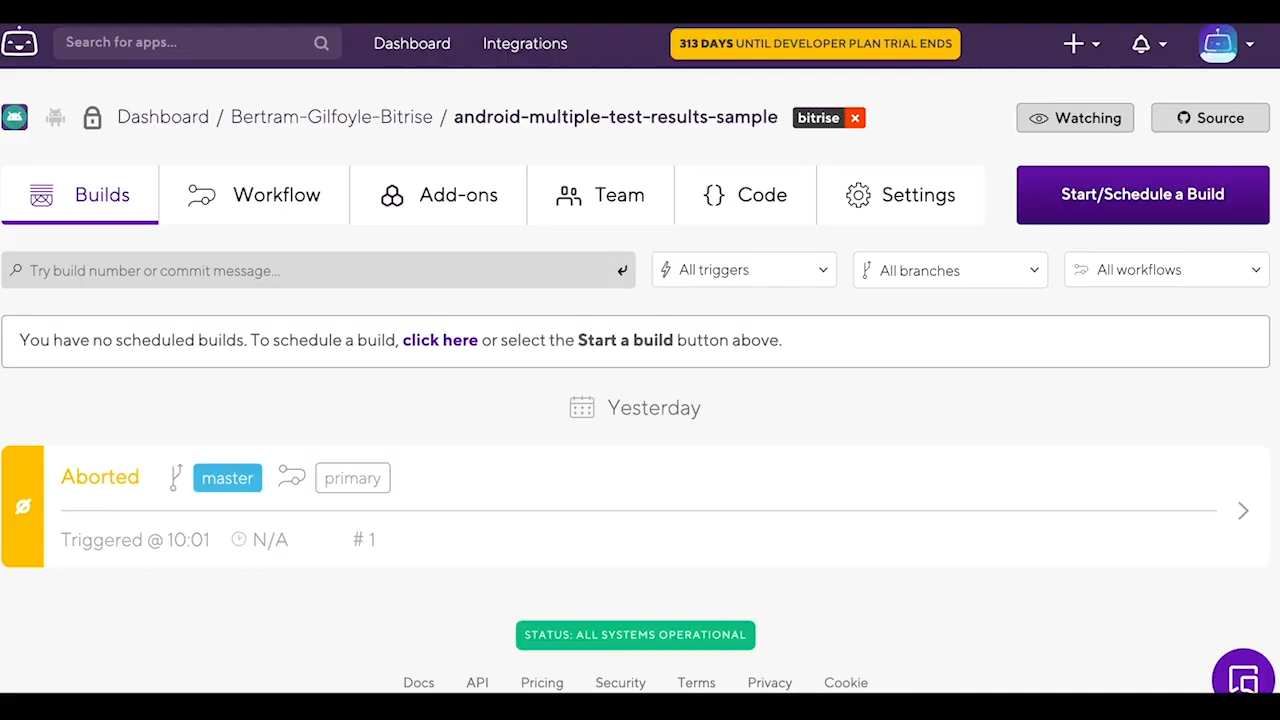 Search for apps...
Dashboard
Integrations
313 DAYS UNTIL DEVELOPER PLAN TRIAL ENDS
Dashboard / Bertram-Gilfoyle-Bitrise / android-multiple-test-results-sample
bitrise x
Watching
Source
Builds
Workflow
Add-ons
Team
Code
Settings
Start/Schedule a Build
Try build number or commit message...
All triggers
All branches
All workflows
You have no scheduled builds. To schedule a build, click here or select the Start a build button above.
Yesterday
Aborted
master
primary
Triggered @ 10:01
N/A
# 1
STATUS: ALL SYSTEMS OPERATIONAL
Docs
API
Pricing
Security
Terms
Privacy
Cookie